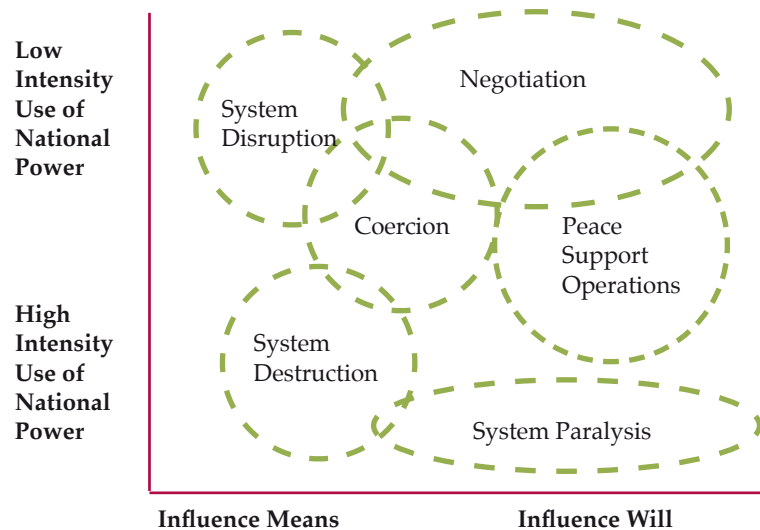 Low
Intensity
Use of
National
Power
High
Intensity
Use of
National
Power
System
Disruption
Negotiation
Coercion
Peace
Support
Operations
System
Destruction
System Paralysis
Influence Means
Influence Will